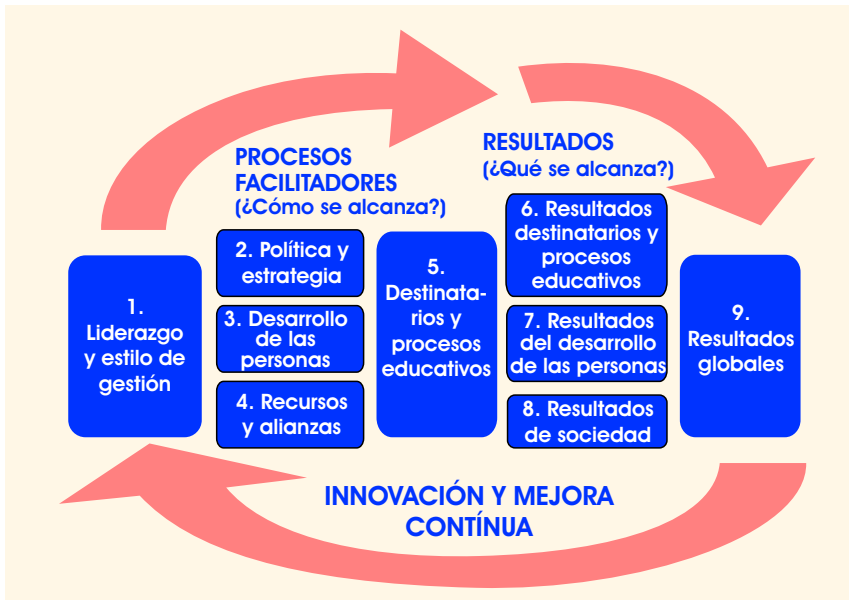 PROCESOS
FACILITADORES
(¿Cómo se alcanza?)
RESULTADOS
(¿Qué se alcanza?)
1.
Liderazgo
y estilo de
gestión
2. Política y
estrategia
3. Desarrollo
de las
personas
4. Recursos
y alianzas
5.
Destinata-
rios y
procesos
educativos
6. Resultados
destinatarios y
procesos
educativos
7. Resultados
del desarrollo
de las personas
8. Resultados
de sociedad
9.
Resultados
globales
INNOVACIÓN Y MEJORA
CONTÍNUA